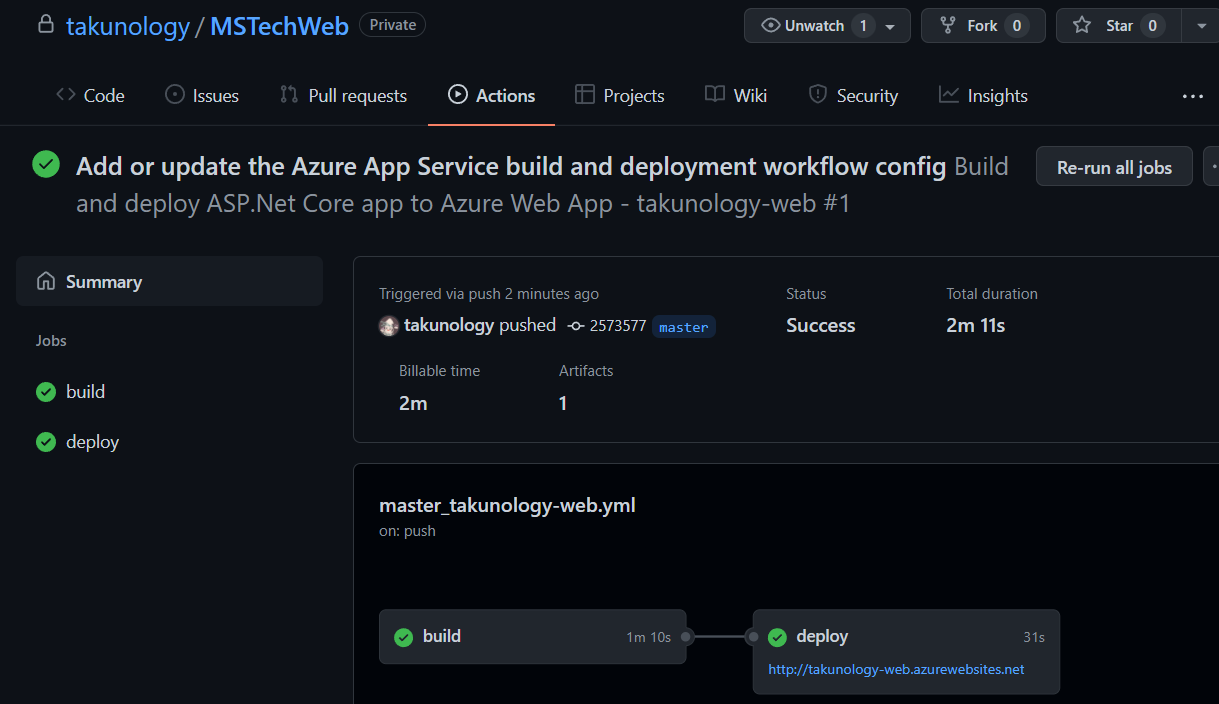 takunology / MSTechWeb Private
Unwatch 1 Fork 0 Star 0
Code Issues Pull requests Actions Projects Wiki Security Insights
Add or update the Azure App Service build and deployment workflow config Build
and deploy ASP.Net Core app to Azure Web App - takunology-web #1
Re-run all jobs
Summary
Jobs
build
deploy
Triggered via push 2 minutes ago
takunology pushed 2573577 master
Status
Success
Total duration
2m 11s
Billable time
2m
Artifacts
1
master_takunology-web.yml
on: push
build 1m 10s
deploy 31s
http://takunology-web.azurewebsites.net